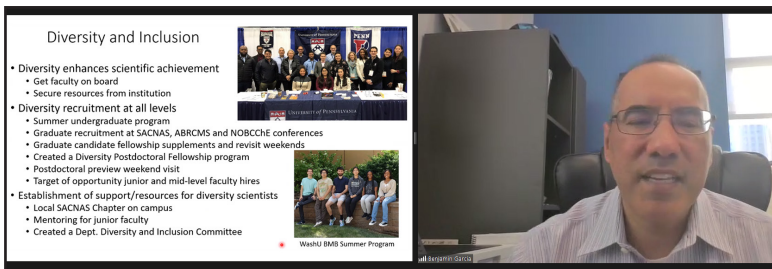 Diversity and Inclusion
• Diversity enhances scientific achievement
• Get faculty on board
• Secure resources from institution
• Diversity recruitment at all levels
• Summer undergraduate program
• Graduate recruitment at SACNAS, ABRCMS and NOBCChE conferences
• Graduate candidate fellowship supplements and revisit weekends
• Created a Diversity Postdoctoral Fellowship program
• Postdoctoral preview weekend visit
• Target of opportunity junior and mid-level faculty hires
• Establishment of support/resources for diversity scientists
• Local SACNAS Chapter on campus
• Mentoring for junior faculty
• Created a Dept. Diversity and Inclusion Committee
PENN
UNIVERSITY of PENNSYLVANIA
WashU BMB Summer Program
Benjamin Garcia